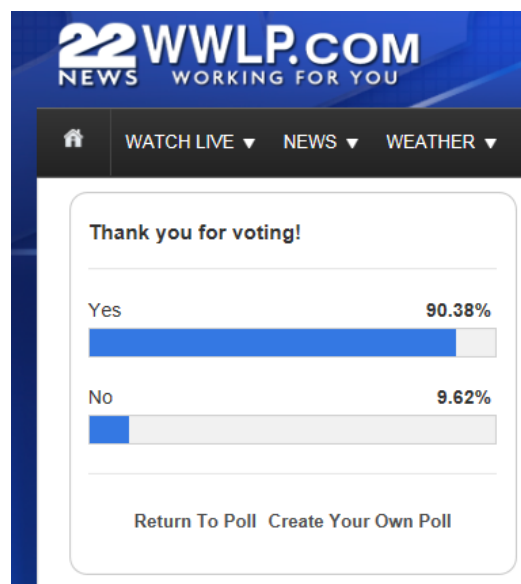 22 WWLP.COM
NEWS WORKING FOR YOU
WATCH LIVE ▼ NEWS ▼ WEATHER ▼
Thank you for voting!
Yes 90.38%
No 9.62%
Return To Poll Create Your Own Poll